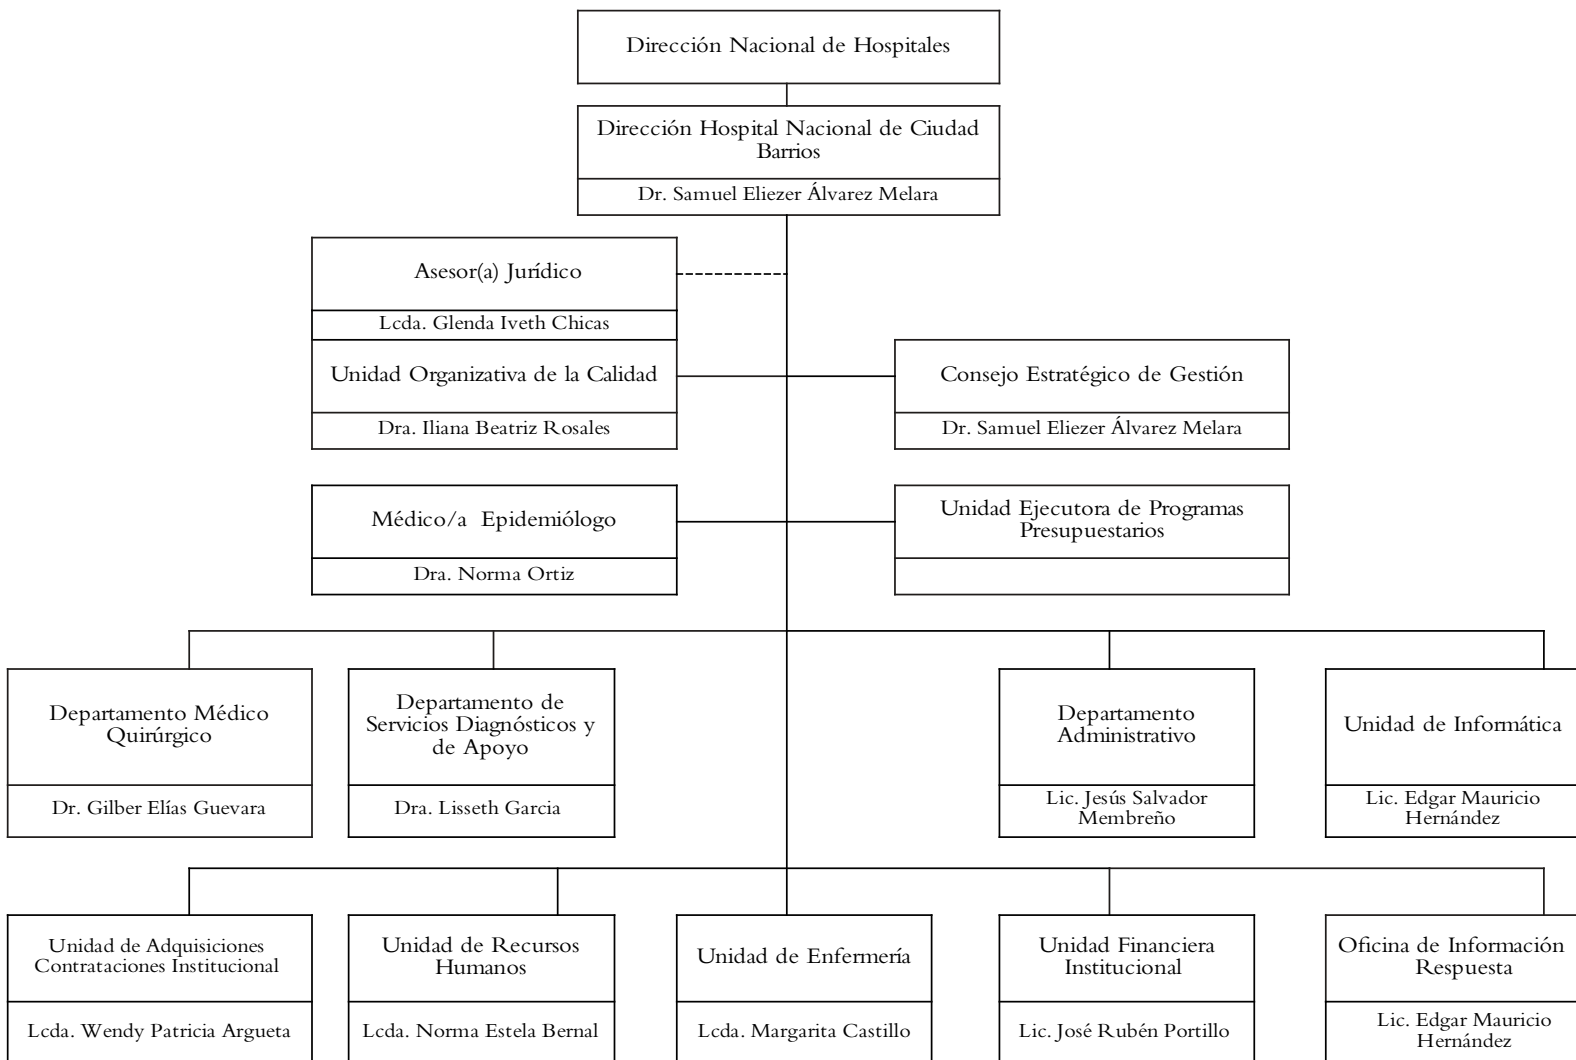 Dirección Nacional de Hospitales
Dirección Hospital Nacional de Ciudad
Barrios
Dr. Samuel Eliezer Álvarez Melara
Asesor(a) Jurídico
Lcda. Glenda Iveth Chicas
Unidad Organizativa de la Calidad
Dra. Iliana Beatriz Rosales
Consejo Estratégico de Gestión
Dr. Samuel Eliezer Álvarez Melara
Médico/a Epidemiólogo
Dra. Norma Ortiz
Unidad Ejecutora de Programas
Presupuestarios
Departamento Médico
Quirúrgico
Dr. Gilber Elías Guevara
Departamento de
Servicios Diagnósticos y
de Apoyo
Dra. Lisseth Garcia
Departamento
Administrativo
Lic. Jesús Salvador
Membreño
Unidad de Informática
Lic. Edgar Mauricio
Hernández
Unidad de Adquisiciones
Contrataciones Institucional
Lcda. Wendy Patricia Argueta
Unidad de Recursos
Humanos
Lcda. Norma Estela Bernal
Unidad de Enfermería
Lcda. Margarita Castillo
Unidad Financiera
Institucional
Lic. José Rubén Portillo
Oficina de Información
Respuesta
Lic. Edgar Mauricio
Hernández